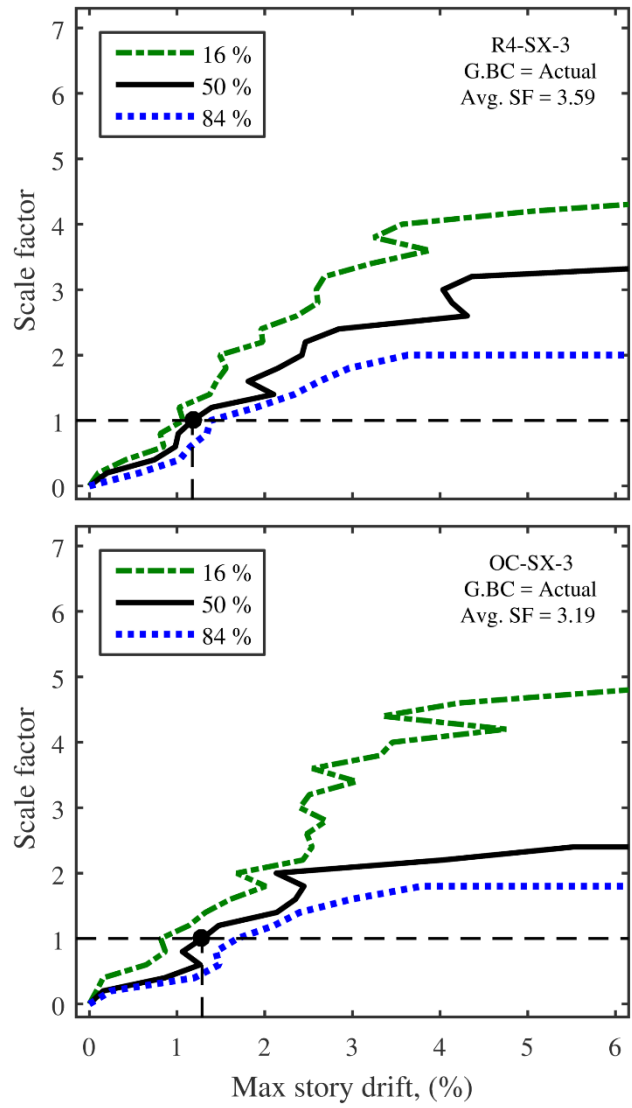 7
6
5
4
3
2
1
0
Scale factor
16 %
50 %
84 %
R4-SX-3
G.BC = Actual
Avg. SF = 3.59
7
6
5
4
3
2
1
0
Scale factor
16 %
50 %
84 %
OC-SX-3
G.BC = Actual
Avg. SF = 3.19
0 1 2 3 4 5 6
Max story drift, (%)